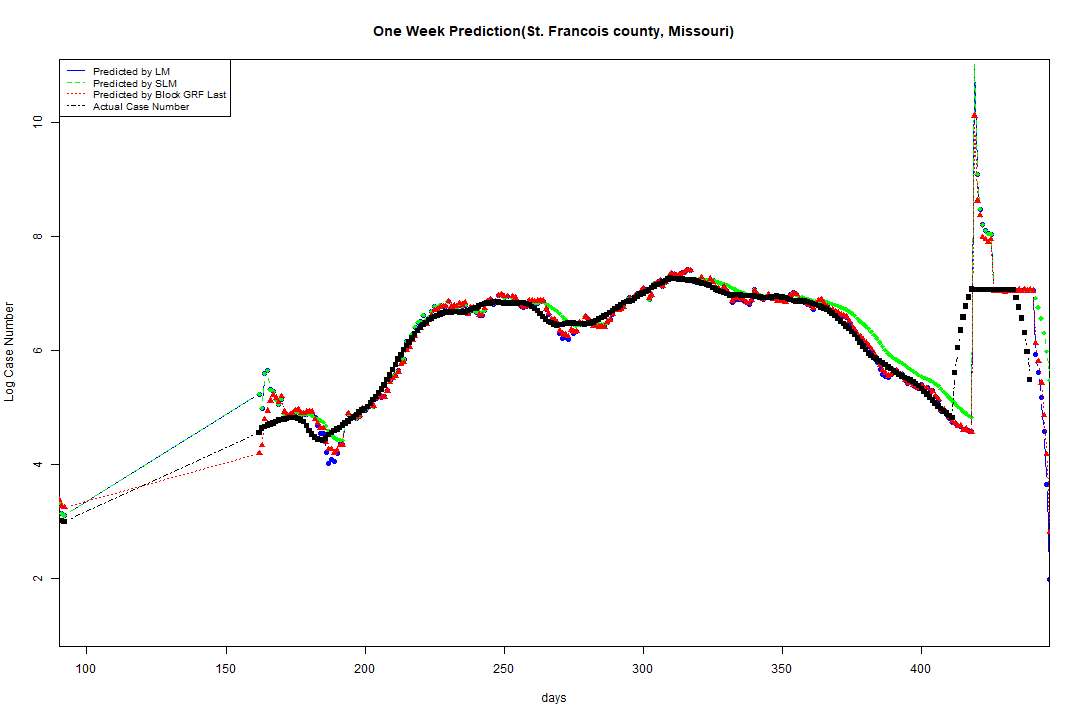 One Week Prediction(St. Francois county, Missouri)
Predicted by LM
Predicted by SLM
Predicted by Block GRF Last
Actual Case Number
10
8
6
4
2
Log Case Number
100 150 200 250 300 350 400
days